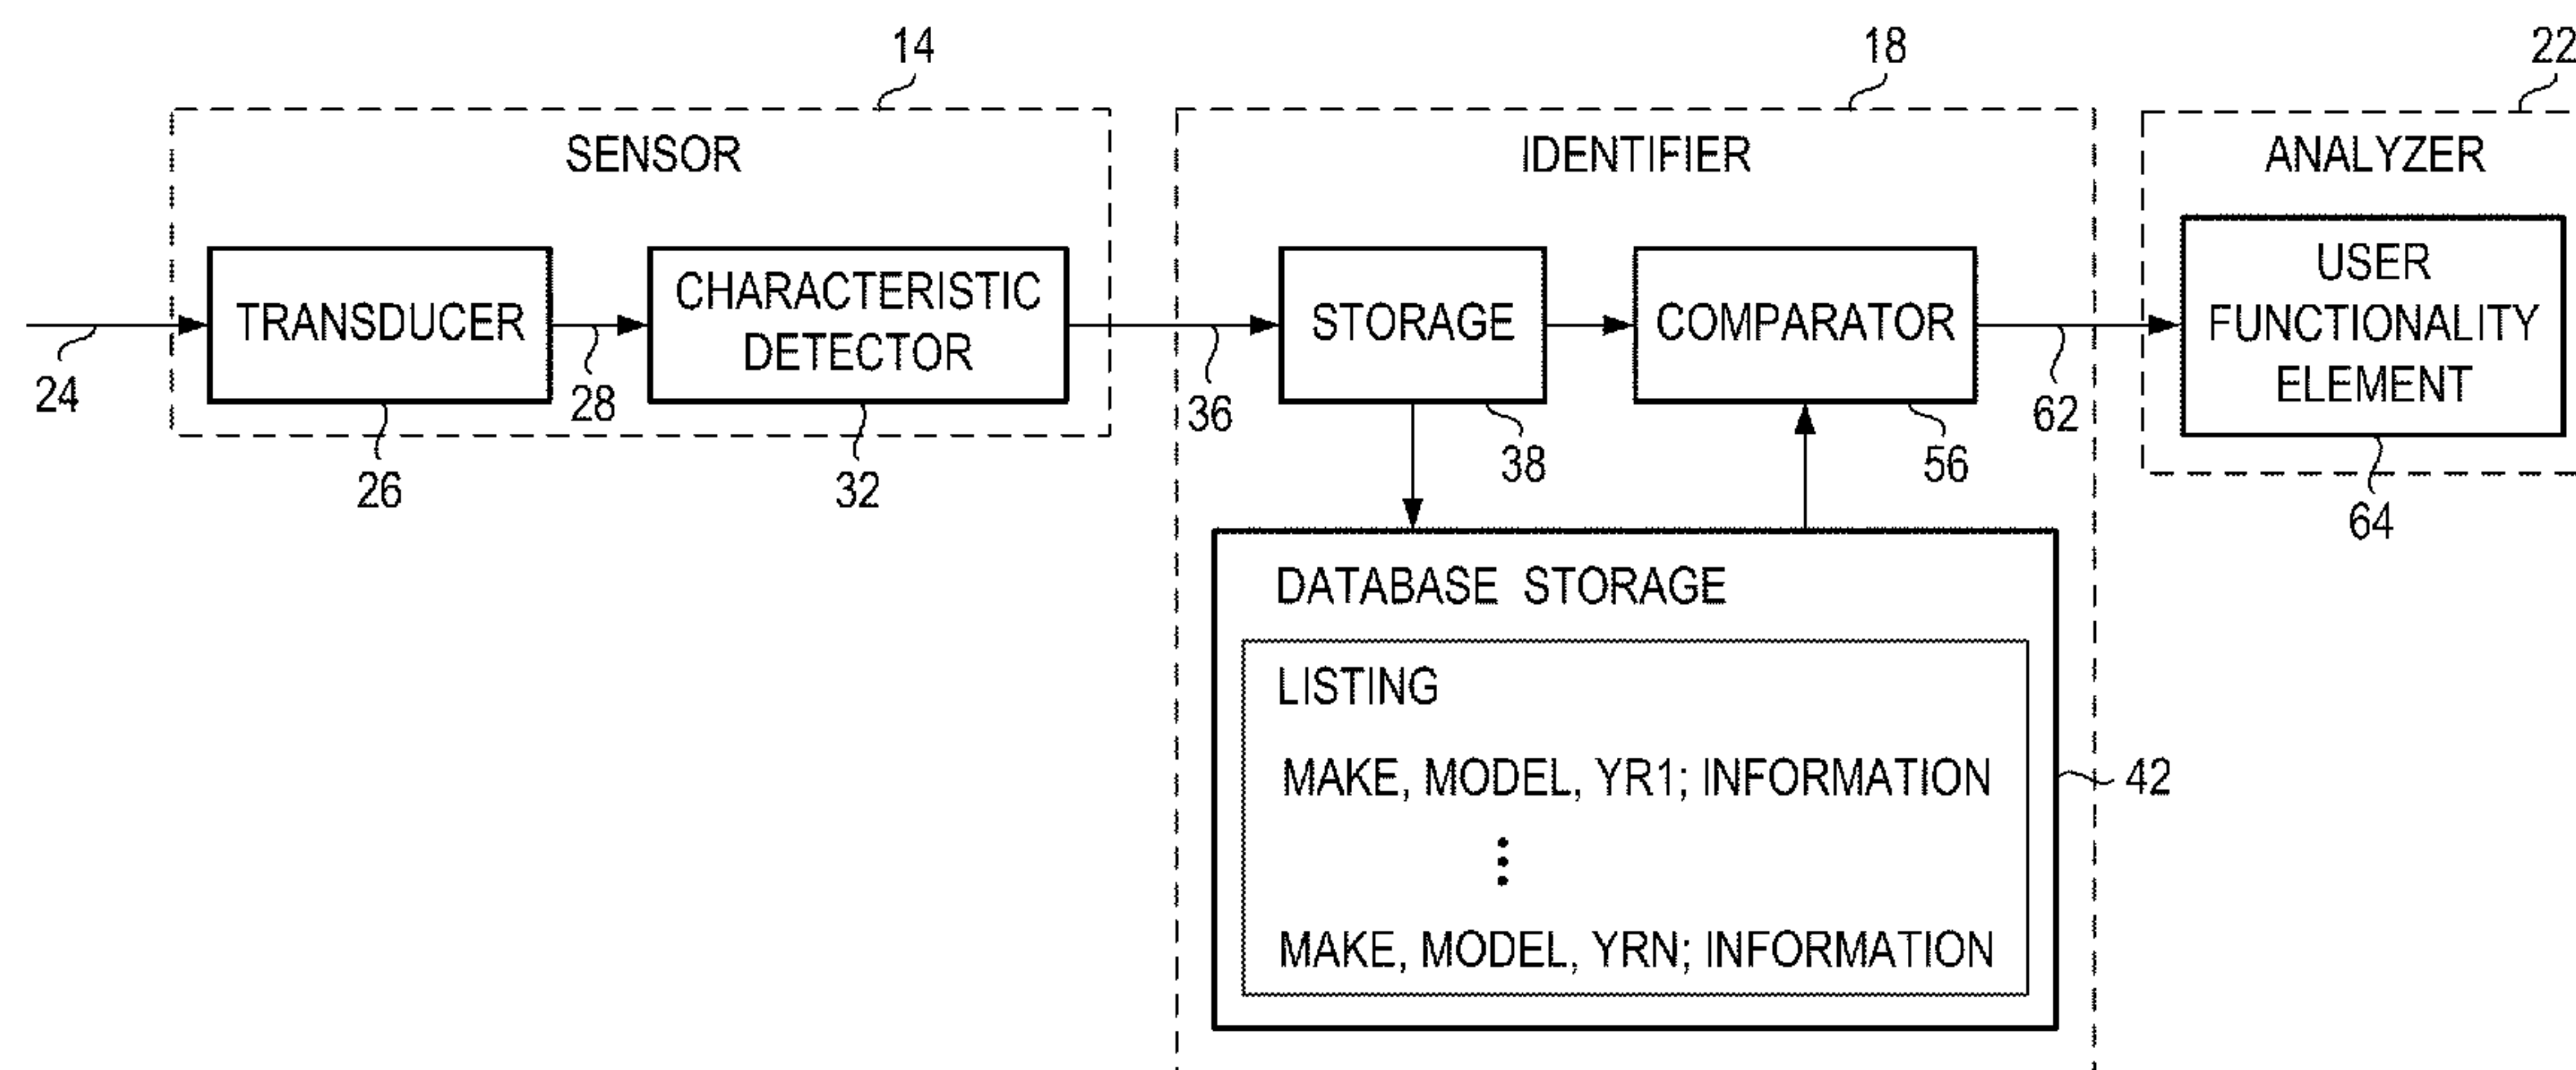 14
18
22
SENSOR
IDENTIFIER
ANALYZER
TRANSDUCER
CHARACTERISTIC
DETECTOR
STORAGE
COMPARATOR
USER
FUNCTIONALITY
ELEMENT
24
28
36
62
26
32
38
56
64
DATABASE STORAGE
LISTING
MAKE, MODEL, YR1; INFORMATION
42
MAKE, MODEL, YRN; INFORMATION